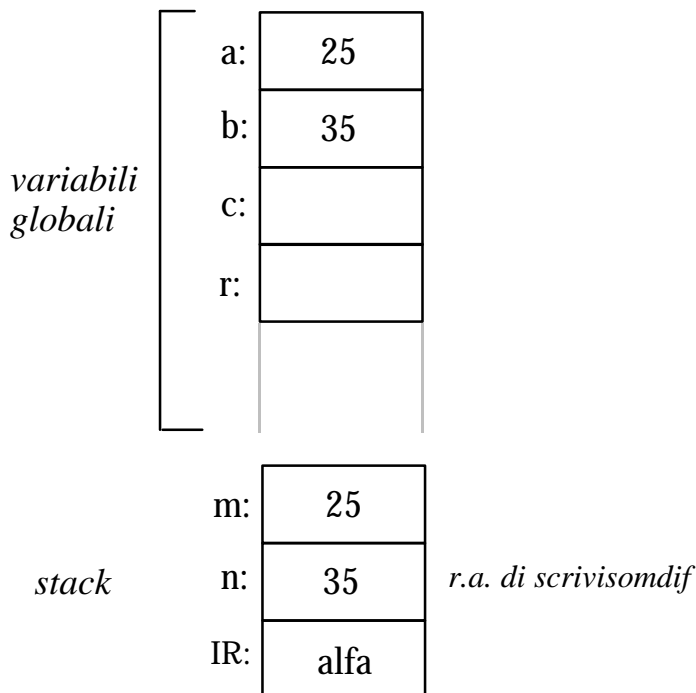 a: 25
b: 35
variabili
globali
c:
r:
m: 25
stack n: 35 r.a. di scrivisomdif
IR: alfa